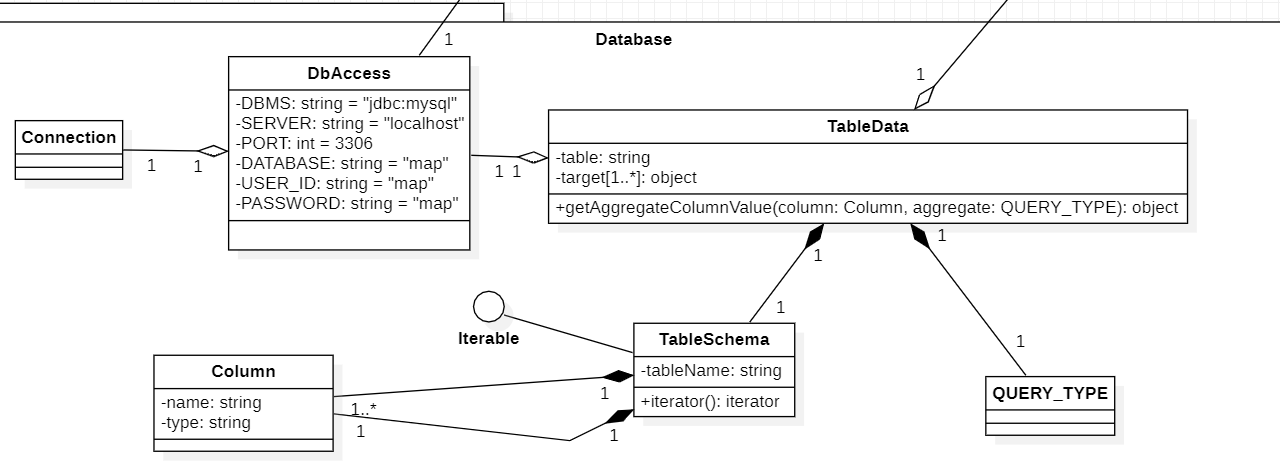 Database
1
DbAccess
-DBMS: string = "jdbc:mysql"
-SERVER: string = "localhost"
-PORT: int = 3306
-DATABASE: string = "map"
-USER_ID: string = "map"
-PASSWORD: string = "map"
Connection
1
1
1
1
1
TableData
-table: string
-target[1..*]: object
+getAggregateColumnValue(column: Column, aggregate: QUERY_TYPE): object
1
1
1
1
Iterable
TableSchema
-tableName: string
+iterator(): iterator
Column
-name: string
-type: string
1..*
1
1
1
QUERY_TYPE